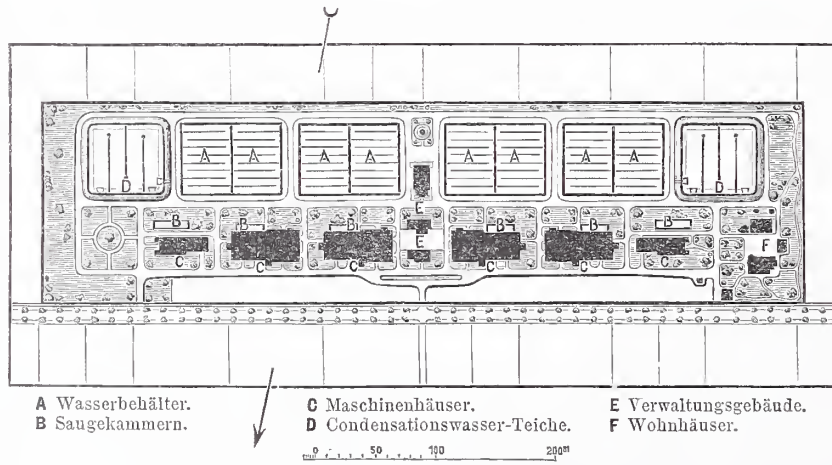 A A A A A A A A
D D
E
B B B B B B
E F
C C C C C C
A Wasserbehälter. C Maschinenhäuser. E Verwaltungsgebäude.
B Saugekammern. D Condensationswasser-Teiche. F Wohnhäuser.
0 50 100 200m